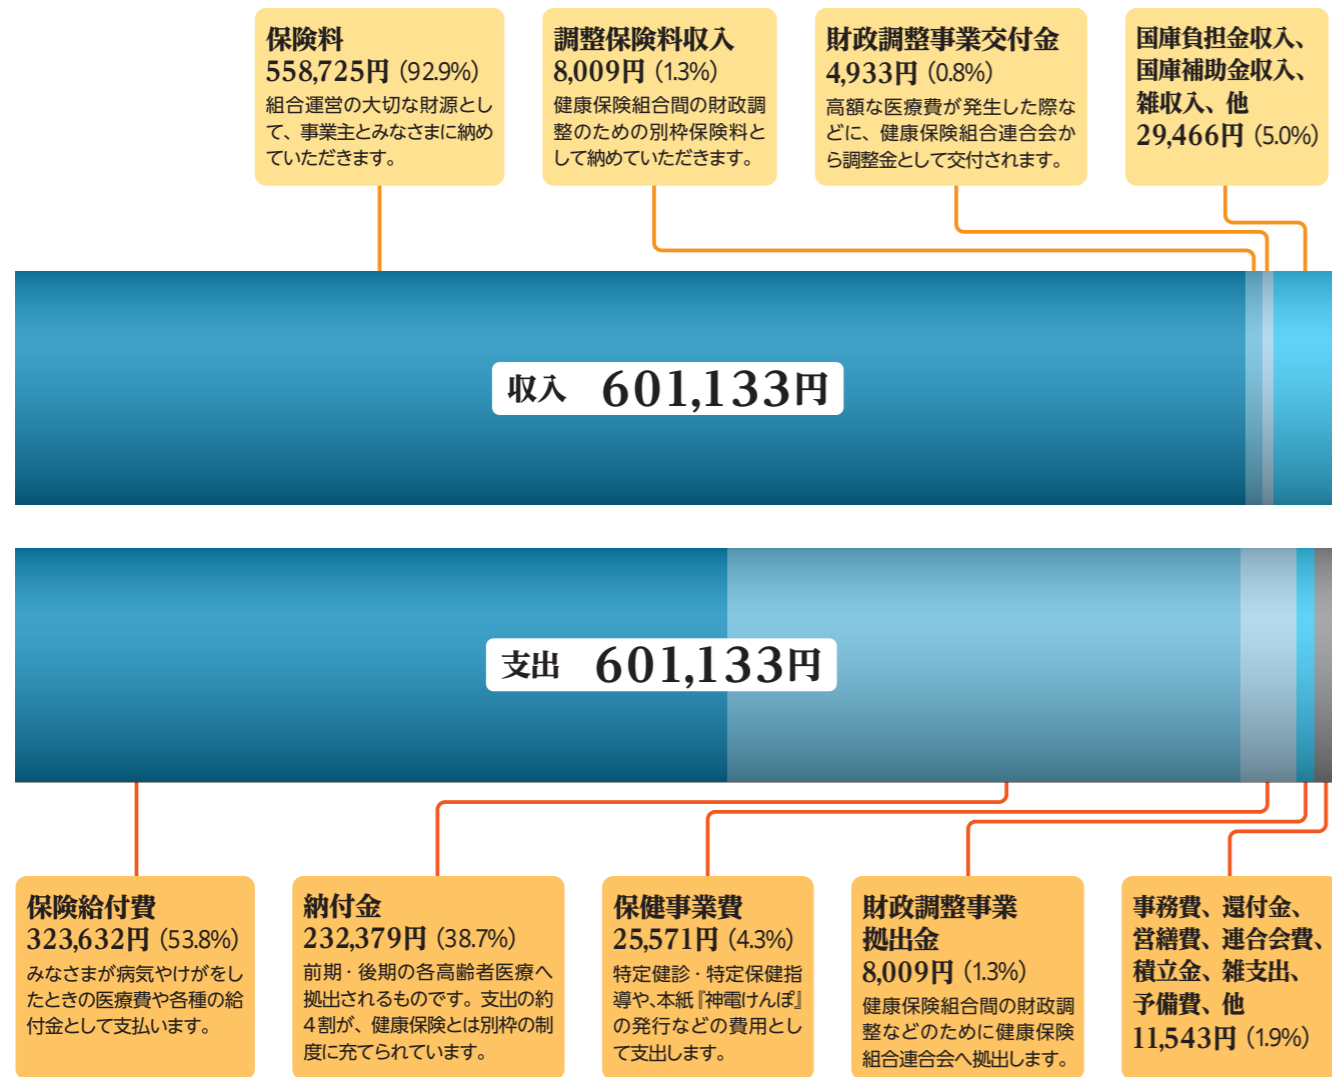 保険料
558,725円（92.9%）
組合運営の大切な財源とし
て、事業主とみなさまに納め
ていただきます。
調整保険料収入
8,009円（1.3%）
健康保険組合間の財政調
整のための別枠保険料と
して納めていただきます。
財政調整事業交付金
4,933円（0.8%）
高額な医療費が発生した際な
どに、健康保険組合連合会か
ら調整金として交付されます。
国庫負担金収入、
国庫補助金収入、
雑収入、他
29,466円（5.0%）
収入 601,133円
支出 601,133円
保険給付費
323,632円（53.8%）
みなさまが病気やけがをし
たときの医療費や各種の給
付金として支払います。
納付金
232,379円（38.7%）
前期・後期の各高齢者医療へ
拠出されるものです。支出の約
4割が、健康保険とは別枠の制
度に充てられています。
保健事業費
25,571円（4.3%）
特定健診・特定保健指
導や、本紙『神電けんぽ』
の発行などの費用とし
て支出します。
財政調整事業
拠出金
8,009円（1.3%）
健康保険組合間の財政調
整などのために健康保険
組合連合会へ拠出します。
事務費、還付金、
営繕費、連合会費、
積立金、雑支出、
予備費、他
11,543円（1.9%）